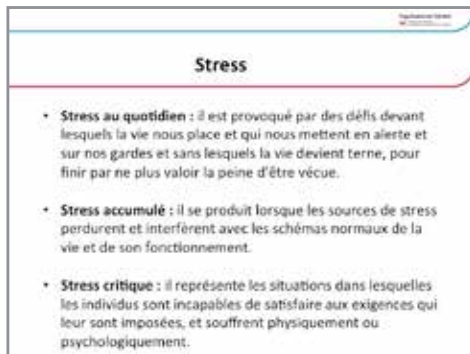 Psychosocial Center
Stress
• Stress au quotidien : il est provoqué par des défis devant
lesquels la vie nous place et qui nous mettent en alerte et
sur nos gardes et sans lesquels la vie devient terne, pour
finir par ne plus valoir la peine d'être vécue.
• Stress accumulé : il se produit lorsque les sources de stress
perdurent et interfèrent avec les schémas normaux de la
vie et de son fonctionnement.
• Stress critique : il représente les situations dans lesquelles
les individus sont incapables de satisfaire aux exigences qui
leur sont imposées, et souffrent physiquement ou
psychologiquement.